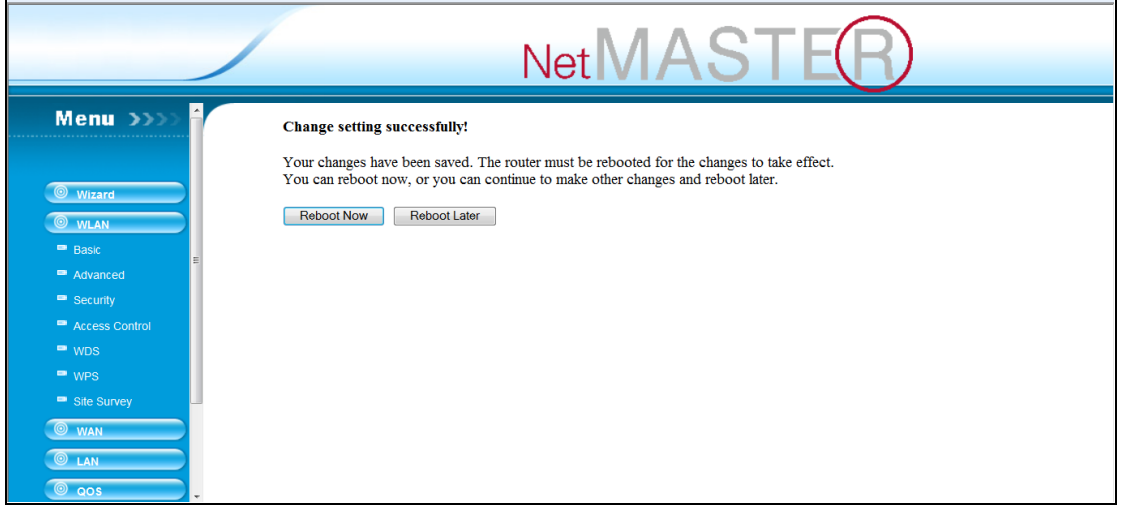 NetMASTER
Menu >>>>
Wizard
WLAN
Basic
Advanced
Security
Access Control
WDS
WPS
Site Survey
WAN
LAN
QOS
Change setting successfully!
Your changes have been saved. The router must be rebooted for the changes to take effect.
You can reboot now, or you can continue to make other changes and reboot later.
Reboot Now Reboot Later